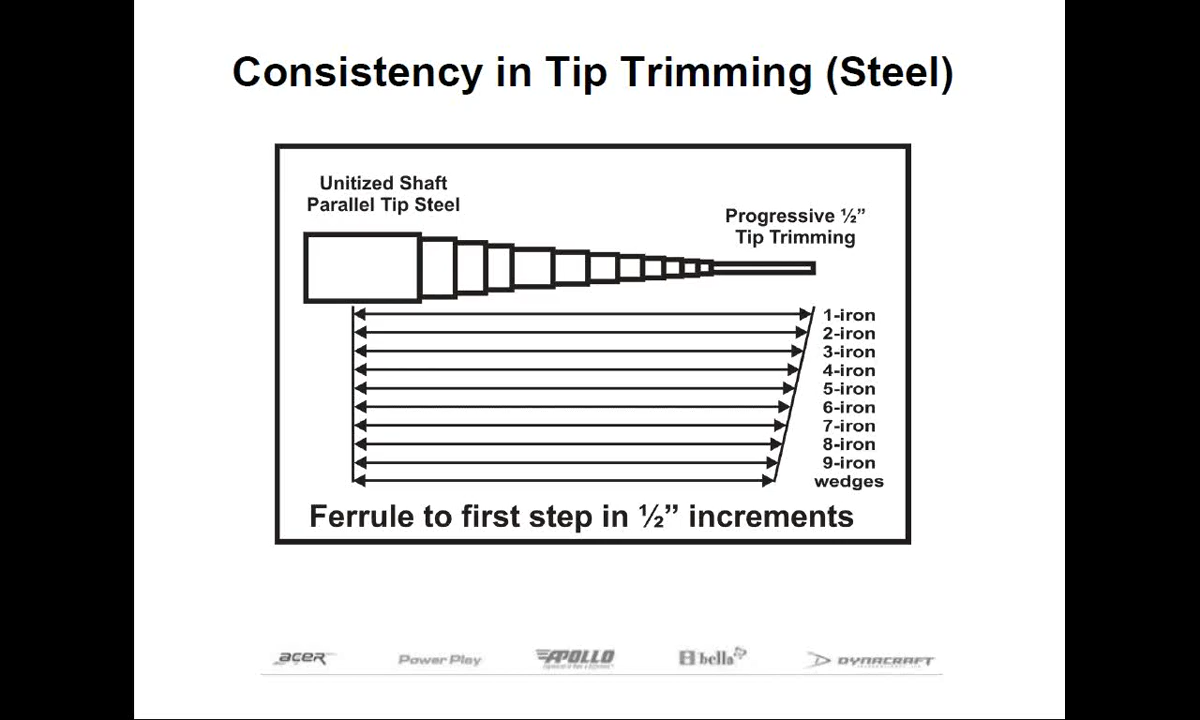 Consistency in Tip Trimming (Steel)
Unitized Shaft
Parallel Tip Steel
Progressive ½”
Tip Trimming
1-iron
2-iron
3-iron
4-iron
5-iron
6-iron
7-iron
8-iron
9-iron
wedges
Ferrule to first step in ½” increments
acer
Power Play
APOLLO
bella
DYNACRAFT